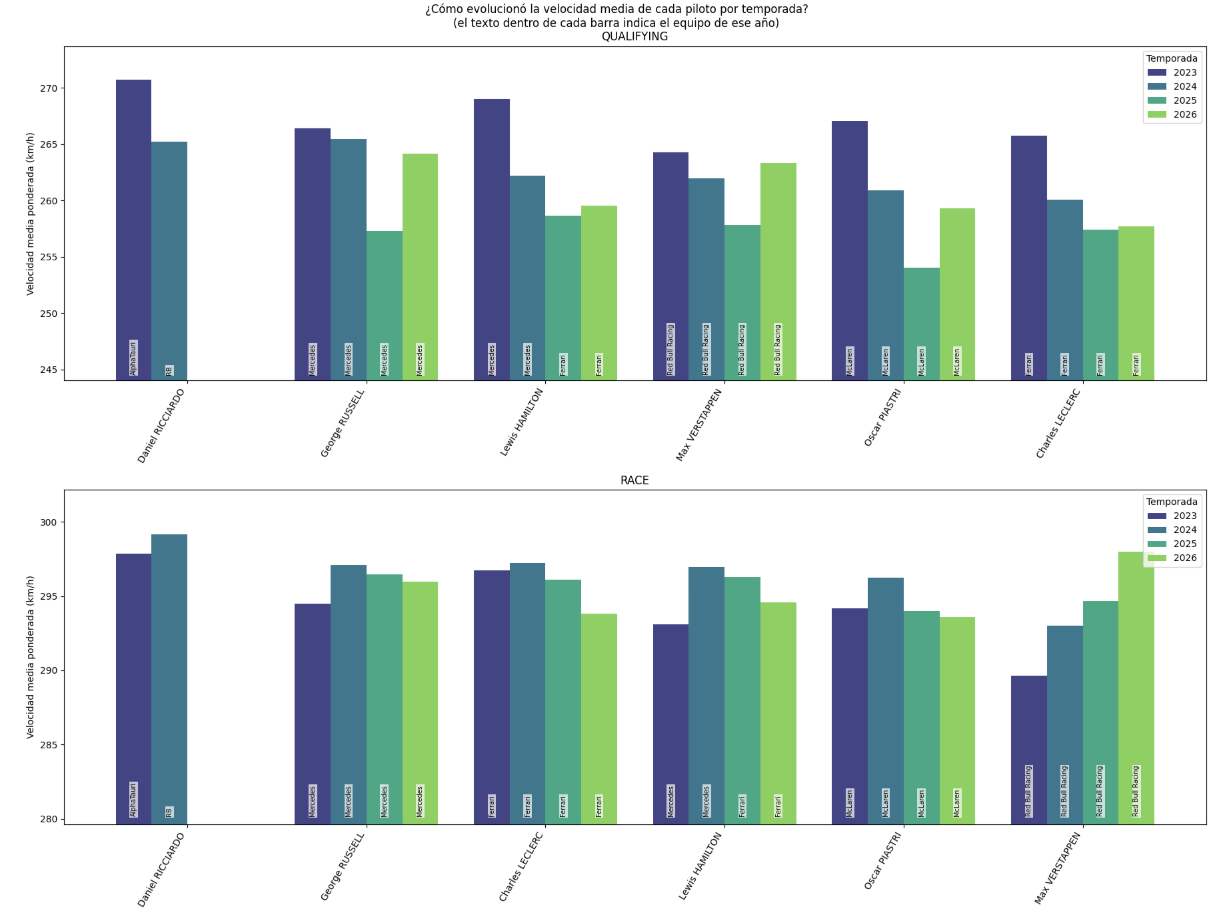 ¿Cómo evolucionó la velocidad media de cada piloto por temporada?
(el texto dentro de cada barra indica el equipo de ese año)
QUALIFYING
Velocidad media ponderada (km/h)
270
265
260
255
250
245
Temporada
2023
2024
2025
2026
AlphaTauri
RB
Mercedes
Mercedes
Mercedes
Mercedes
Mercedes
Mercedes
Ferrari
Ferrari
Red Bull Racing
Red Bull Racing
Red Bull Racing
Red Bull Racing
McLaren
McLaren
McLaren
McLaren
Ferrari
Ferrari
Ferrari
Ferrari
Daniel RICCIARDO
George RUSSELL
Lewis HAMILTON
Max VERSTAPPEN
Oscar PIASTRI
Charles LECLERC
RACE
Velocidad media ponderada (km/h)
300
295
290
285
280
Temporada
2023
2024
2025
2026
AlphaTauri
RB
Mercedes
Mercedes
Mercedes
Mercedes
Ferrari
Ferrari
Ferrari
Ferrari
Mercedes
Mercedes
Ferrari
Ferrari
McLaren
McLaren
McLaren
McLaren
Red Bull Racing
Red Bull Racing
Red Bull Racing
Red Bull Racing
Daniel RICCIARDO
George RUSSELL
Charles LECLERC
Lewis HAMILTON
Oscar PIASTRI
Max VERSTAPPEN